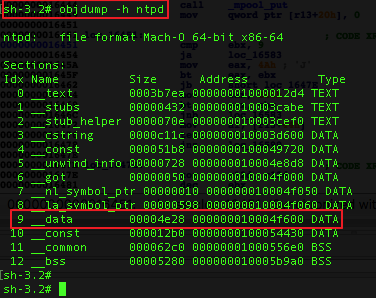 sh-3.2# objdump -h ntpd
ntpd:   file format Mach-O 64-bit x86-64
Sections:
Idx Name          Size      Address          Type
0 __text        0003b7ea 00000001000012d4 TEXT
1 __stubs       00000432 000000010003cabe TEXT
2 __stub_helper 0000070e 000000010003cef0 TEXT
3 __cstring     0000c11c 000000010003d600 DATA
4 __const       000051b8 0000000100049720 DATA
5 __unwind_info 00000728 000000010004e8d8 DATA
6 __got         00000050 000000010004f000 DATA
7 __nl_symbol_ptr 00000010 000000010004f050 DATA
8 __la_symbol_ptr 00000598 000000010004f060 DATA
9 __data        00004e28 000000010004f600 DATA
10 __const       000012b0 0000000100054430 DATA
11 __common      000062c0 00000001000556e0 BSS
12 __bss         00005280 000000010005b9a0 BSS
[sh-3.2#
[sh-3.2#